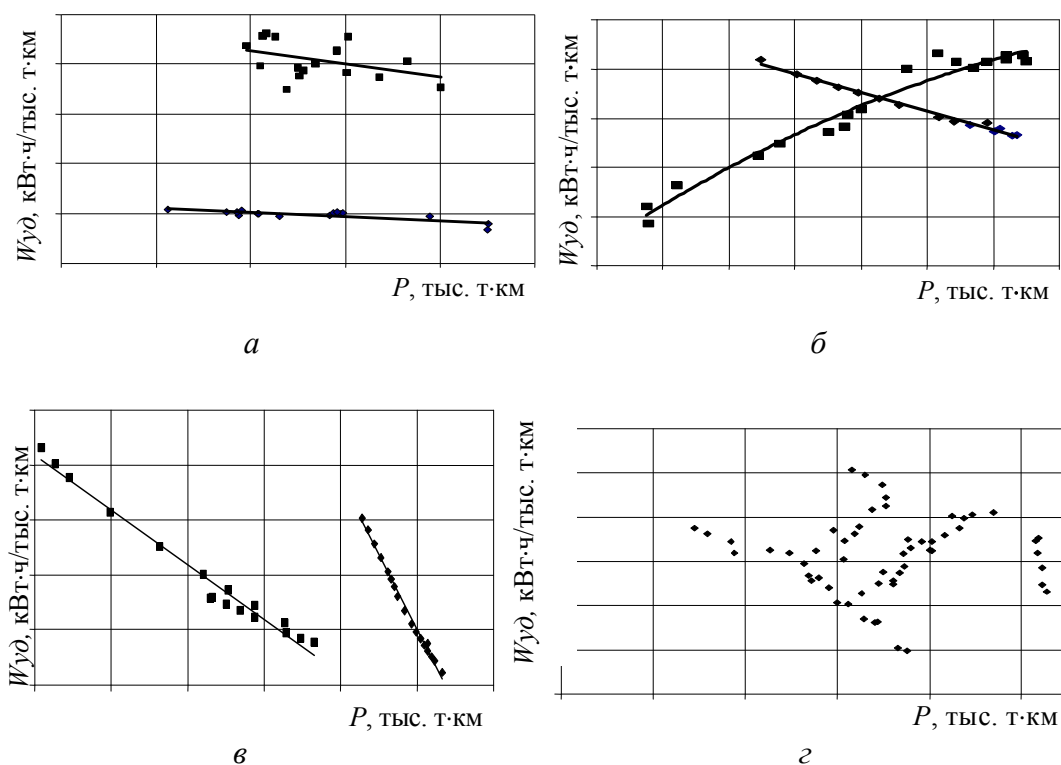 Wуд, кВт·ч/тыс. т·км
P, тыс. т·км
а
Wуд, кВт·ч/тыс. т·км
P, тыс. т·км
б
Wуд, кВт·ч/тыс. т·км
P, тыс. т·км
в
Wуд, кВт·ч/тыс. т·км
P, тыс. т·км
г